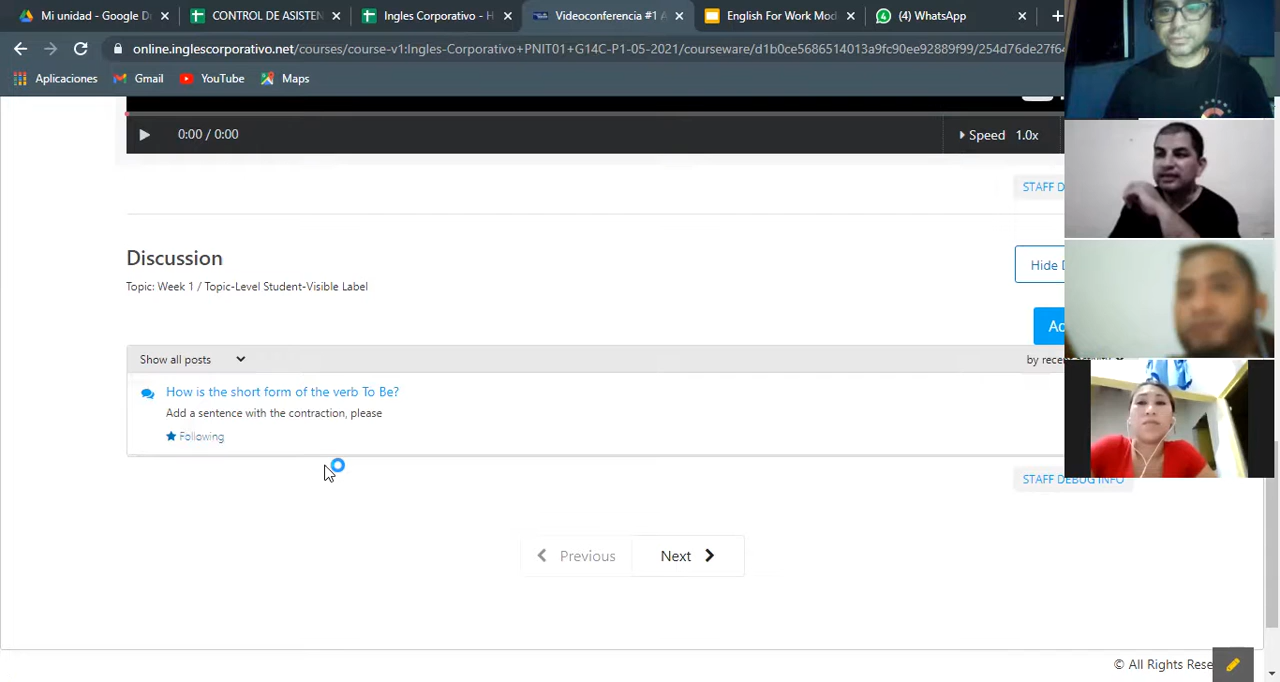 Mi unidad - Google D
CONTROL DE ASISTEN
Ingles Corporativo - H
Videoconferencia #1 A
English For Work Mod
(4) WhatsApp
online.inglescorporativo.net/courses/course-v1:Ingles-Corporativo+PNIT01+G14C-P1-05-2021/courseware/d1b0ce5686514013a9fc90ee92889f99/254d76de27f64
Aplicaciones
Gmail
YouTube
Maps
0:00 / 0:00
Speed 1.0x
STAFF D
Discussion
Hide D
Topic: Week 1 / Topic-Level Student-Visible Label
Show all posts
by recent
How is the short form of the verb To Be?
Add a sentence with the contraction, please
Following
STAFF DEBUG INFO
Previous
Next
© All Rights Rese